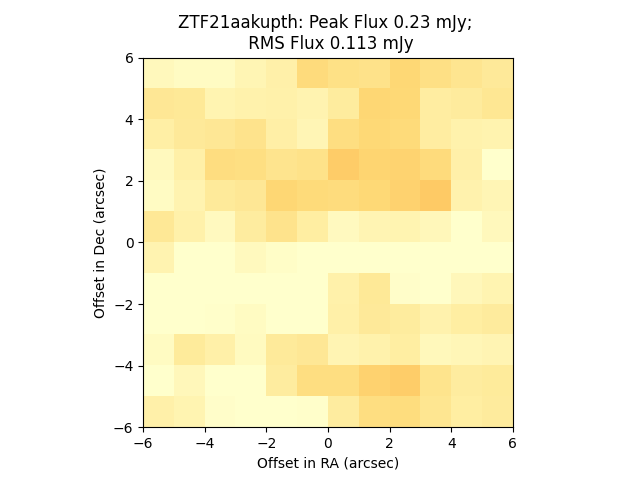 ZTF21aakupth: Peak Flux 0.23 mJy;
RMS Flux 0.113 mJy
6
4
2
0
−2
−4
−6
Offset in Dec (arcsec)
−6 −4 −2 0 2 4 6
Offset in RA (arcsec)